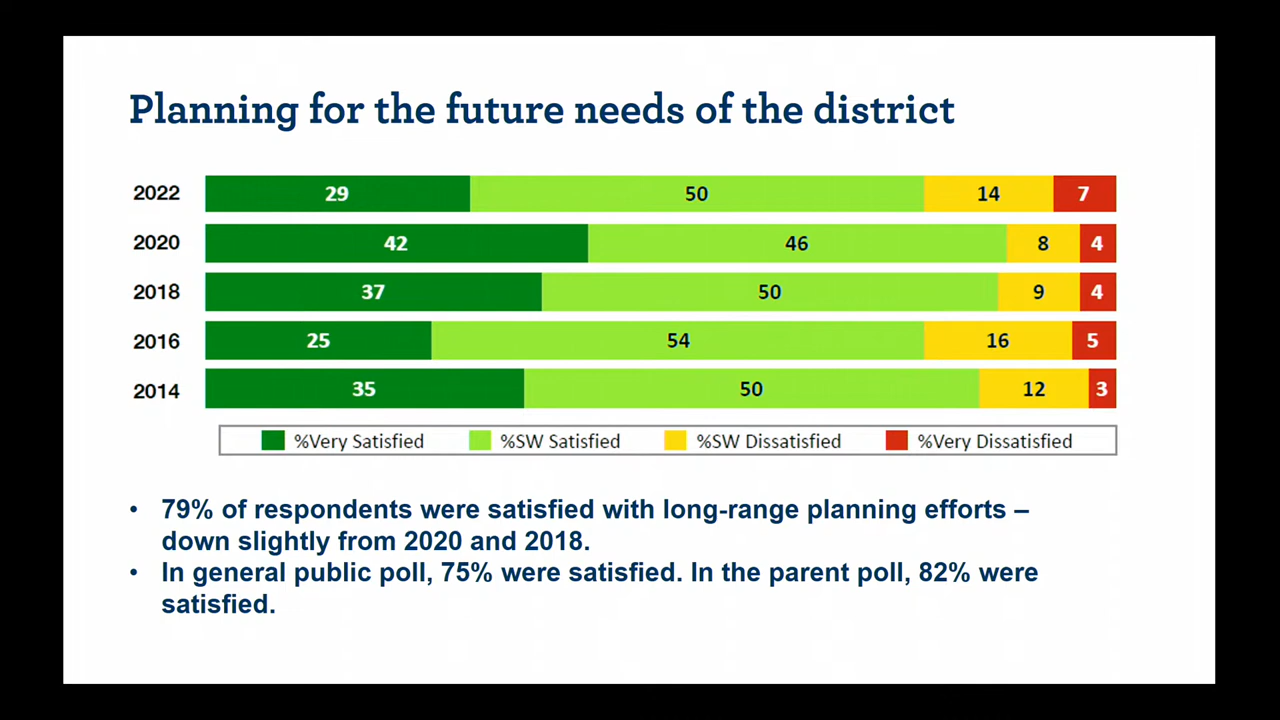 Planning for the future needs of the district
2022 29 50 14 7
2020 42 46 8 4
2018 37 50 9 4
2016 25 54 16 5
2014 35 50 12 3
%Very Satisfied %SW Satisfied %SW Dissatisfied %Very Dissatisfied
• 79% of respondents were satisfied with long-range planning efforts –
down slightly from 2020 and 2018.
• In general public poll, 75% were satisfied. In the parent poll, 82% were
satisfied.